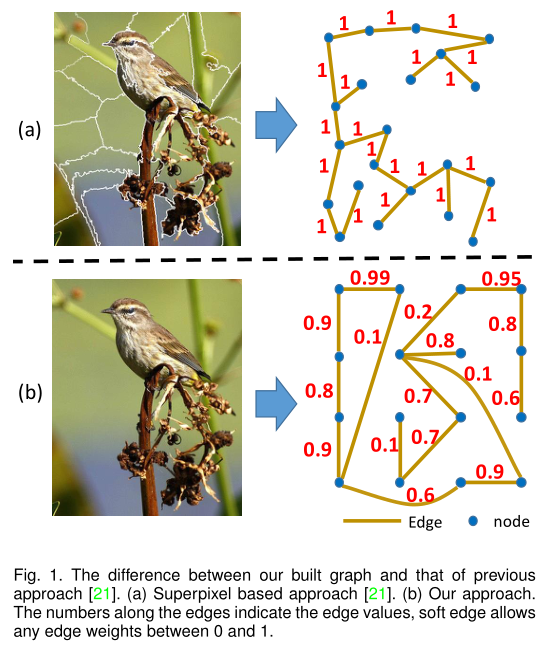 1 1 1
1 1
1 1 1
(a)
1 1 1
1 1 1 1
1 1
1 1 1
0.99 0.95
0.9 0.2 0.8
0.1 0.8
0.1
(b)
0.8 0.7 0.6
0.9 0.1 0.7
0.9
0.6
Edge node
Fig. 1. The difference between our built graph and that of previous
approach [21]. (a) Superpixel based approach [21]. (b) Our approach.
The numbers along the edges indicate the edge values, soft edge allows
any edge weights between 0 and 1.